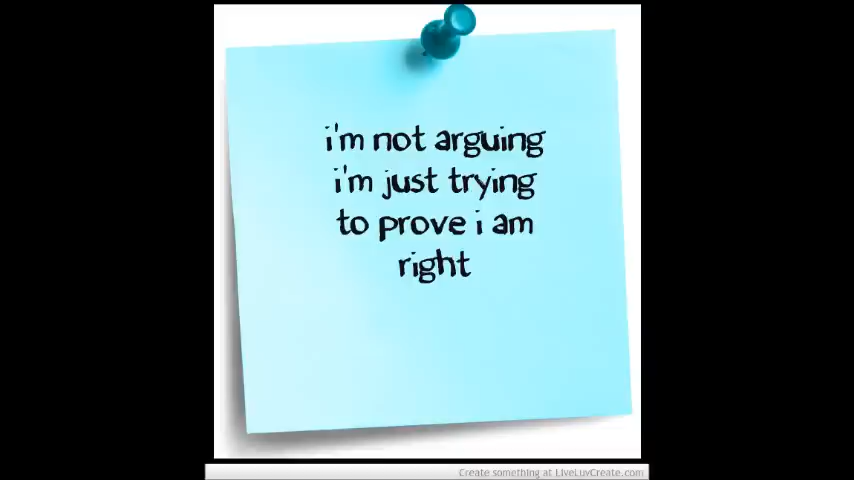 i'm not arguing
i'm just trying
to prove i am
right
Create something at LiveLuvCreate.com